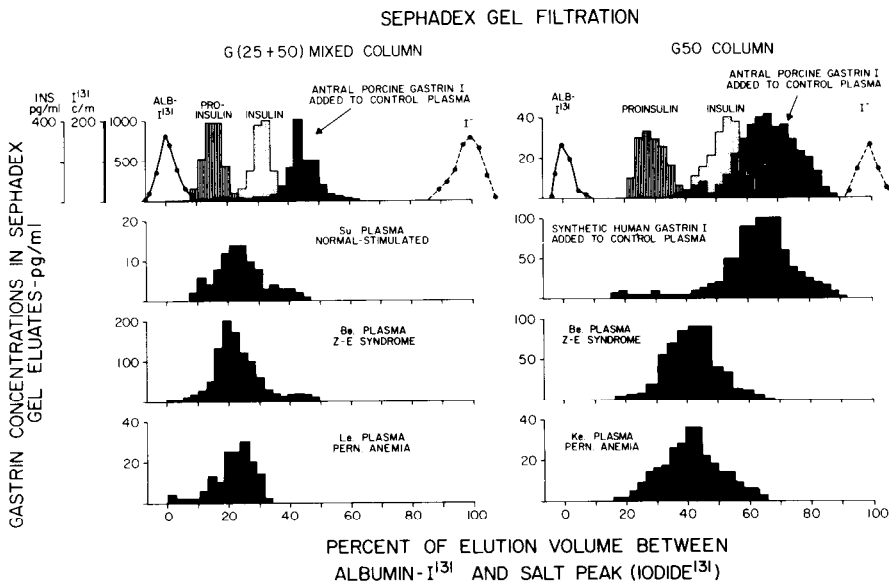 SEPHADEX GEL FILTRATION
G (25 + 50) MIXED COLUMN
G50 COLUMN
INS
pg/ml
I¹³¹
c/m
400
200
1000
500
ALB-
I¹³¹
PRO-
INSULIN
INSULIN
ANTRAL PORCINE GASTRIN I
ADDED TO CONTROL PLASMA
I⁻
40
20
0
ALB-
I¹³¹
PROINSULIN
INSULIN
ANTRAL PORCINE GASTRIN I
ADDED TO CONTROL PLASMA
I⁻
20
10
0
Su PLASMA
NORMAL-STIMULATED
100
50
SYNTHETIC HUMAN GASTRIN I
ADDED TO CONTROL PLASMA
200
100
Be. PLASMA
Z-E SYNDROME
100
50
Be. PLASMA
Z-E SYNDROME
40
20
Le. PLASMA
PERN. ANEMIA
40
20
Ke. PLASMA
PERN. ANEMIA
0 20 40 60 80 100
0 20 40 60 80 100
GASTRIN CONCENTRATIONS IN SEPHADEX
GEL ELUATES-pg/ml
PERCENT OF ELUTION VOLUME BETWEEN
ALBUMIN-I¹³¹ AND SALT PEAK (IODIDE¹³¹)